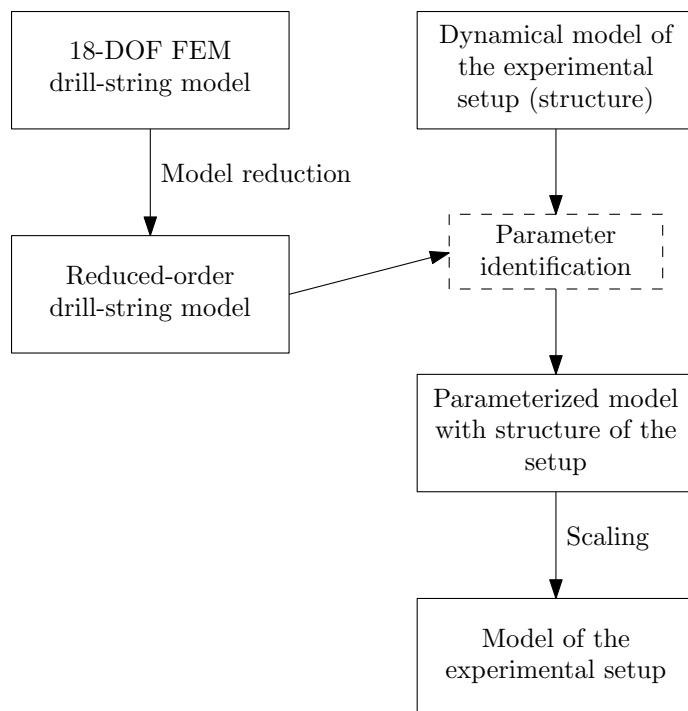 18-DOF FEM
drill-string model
Dynamical model of
the experimental
setup (structure)
Model reduction
Parameter
identification
Reduced-order
drill-string model
Parameterized model
with structure of the
setup
Scaling
Model of the
experimental setup